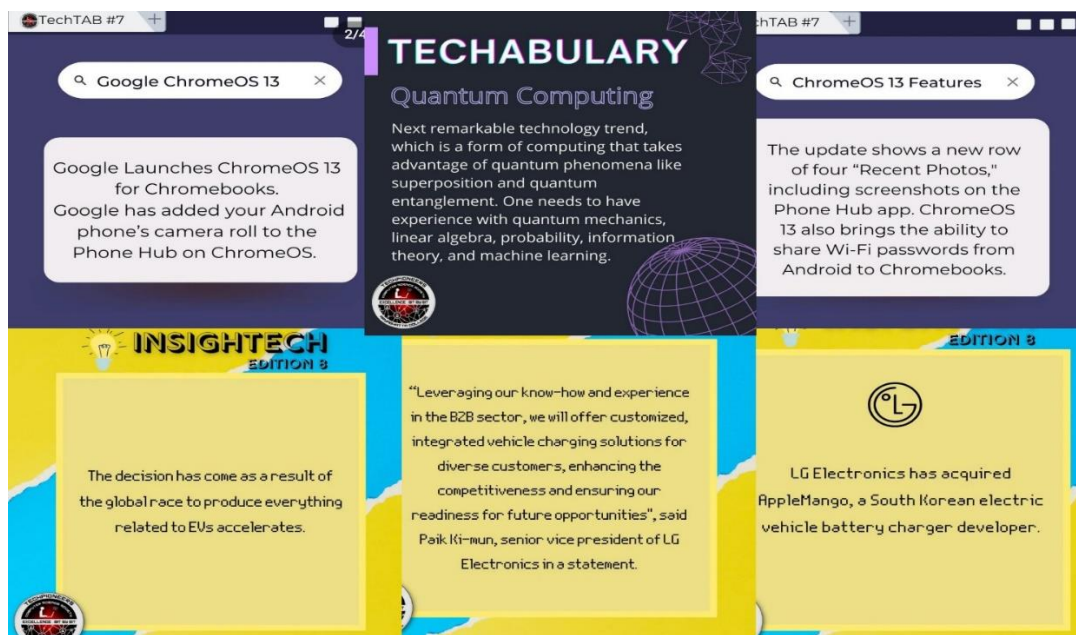 TechTAB #7 +
2/4
Google ChromeOS 13 ×
Google Launches ChromeOS 13
for Chromebooks.
Google has added your Android
phone's camera roll to the
Phone Hub on ChromeOS.
TECHABULARY
Quantum Computing
Next remarkable technology trend,
which is a form of computing that takes
advantage of quantum phenomena like
superposition and quantum
entanglement. One needs to have
experience with quantum mechanics,
linear algebra, probability, information
theory, and machine learning.
hTAB #7 +
ChromeOS 13 Features ×
The update shows a new row
of four “Recent Photos,"
including screenshots on the
Phone Hub app. ChromeOS
13 also brings the ability to
share Wi-Fi passwords from
Android to Chromebooks.
INSIGHTECH
EDITION 8
The decision has come as a result of
the global race to produce everything
related to EVs accelerates.
TECHPIONEERS
EXCELLENCE BIT BY BIT
“Leveraging our know-how and experience
in the B2B sector, we will offer customized,
integrated vehicle charging solutions for
diverse customers, enhancing the
competitiveness and ensuring our
readiness for future opportunities", said
Paik Ki-mun, senior vice president of LG
Electronics in a statement.
EDITION 8
LG
LG Electronics has acquired
AppleMango, a South Korean electric
vehicle battery charger developer.